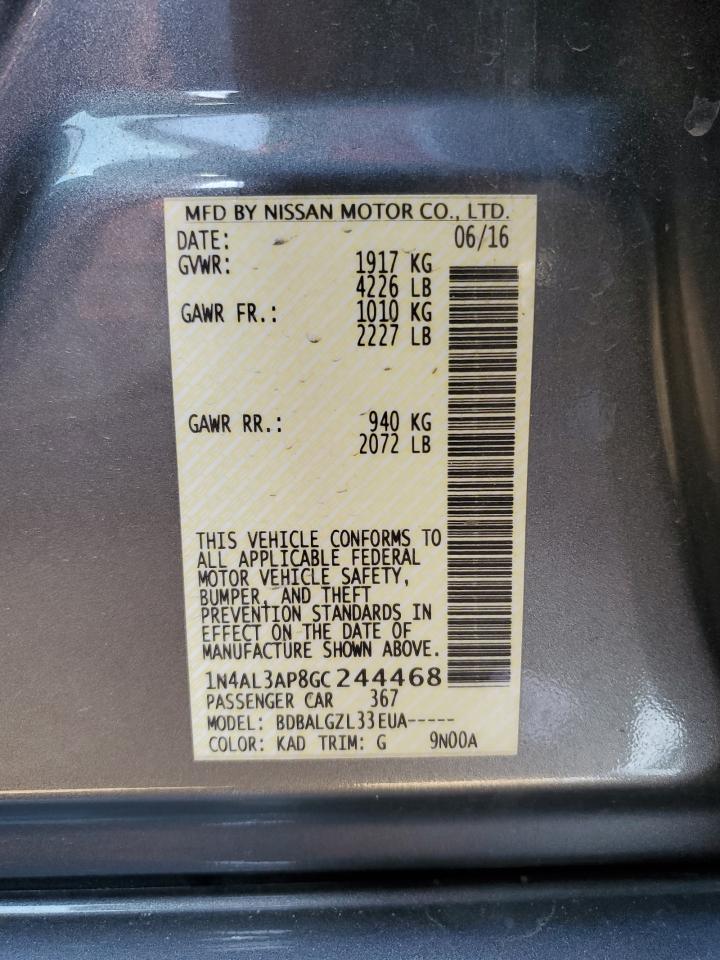 MFD BY NISSAN MOTOR CO., LTD.
DATE: 06/16
GVWR: 1917 KG
4226 LB
GAWR FR.: 1010 KG
2227 LB
GAWR RR.: 940 KG
2072 LB
THIS VEHICLE CONFORMS TO
ALL APPLICABLE FEDERAL
MOTOR VEHICLE SAFETY,
BUMPER, AND THEFT
PREVENTION STANDARDS IN
EFFECT ON THE DATE OF
MANUFACTURE SHOWN ABOVE.
1N4AL3AP8GC244468
PASSENGER CAR 367
MODEL: BDBALGZL33EUA-----
COLOR: KAD TRIM: G 9N00A